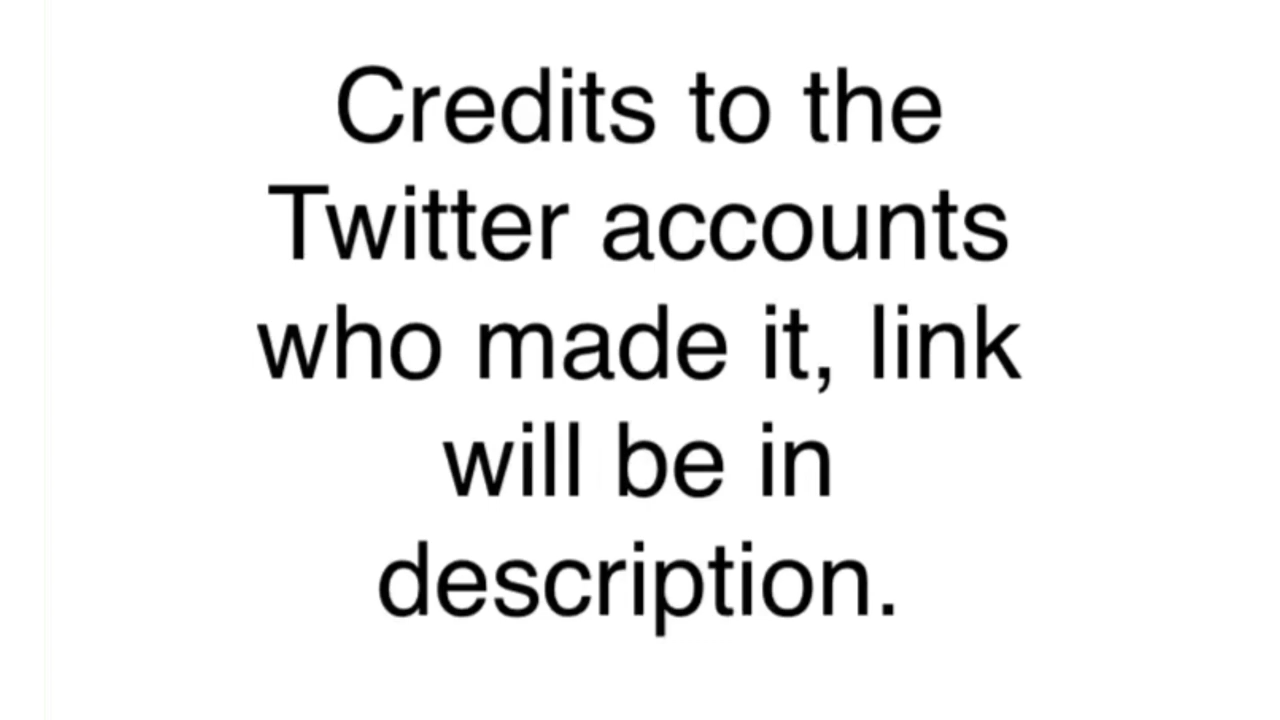 Credits to the
Twitter accounts
who made it, link
will be in
description.